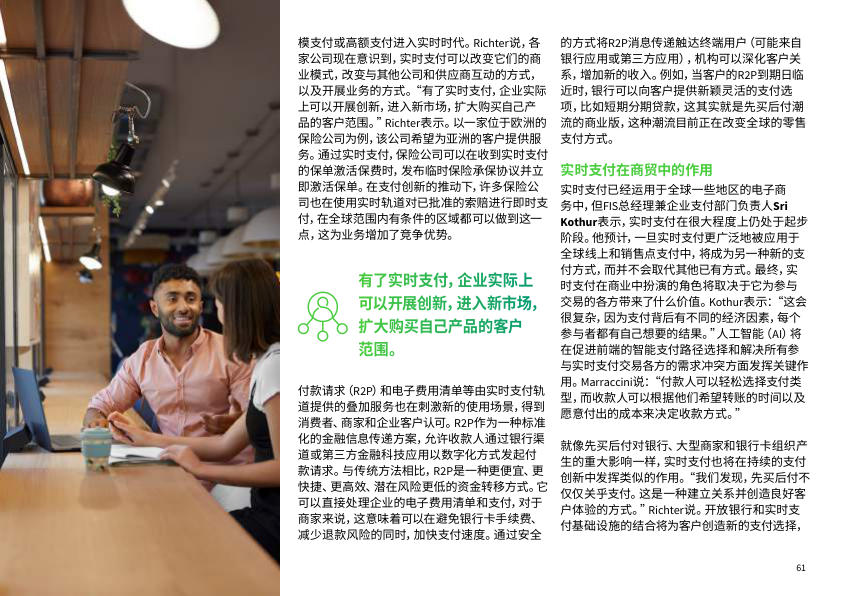 模支付或高额支付进入实时时代。Richter说，各
家公司现在意识到，实时支付可以改变它们的商
业模式，改变与其他公司和供应商互动的方式，
以及开展业务的方式。“有了实时支付，企业实际
上可以开展创新，进入新市场，扩大购买自己产
品的客户范围。” Richter表示。以一家位于欧洲的
保险公司为例，该公司希望为亚洲的客户提供服
务。通过实时支付，保险公司可以在收到实时支付
的保单激活保费时，发布临时保险承保协议并立
即激活保单。在支付创新的推动下，许多保险公
司也在使用实时轨道对已批准的索赔进行即时支
付，在全球范围内有条件的区域都可以做到这一
点，这为业务增加了竞争优势。
有了实时支付，企业实际上
可以开展创新，进入新市场，
扩大购买自己产品的客户
范围。
付款请求（R2P）和电子费用清单等由实时支付轨
道提供的叠加服务也在刺激新的使用场景，得到
消费者、商家和企业客户认可。R2P作为一种标准
化的金融信息传递方案，允许收款人通过银行渠
道或第三方金融科技应用以数字化方式发起付
款请求。与传统方法相比，R2P是一种更便宜、更
快捷、更高效、潜在风险更低的资金转移方式。它
可以直接处理企业的电子费用清单和支付，对于
商家来说，这意味着可以在避免银行卡手续费、
减少退款风险的同时，加快支付速度。通过安全
的方式将R2P消息传递触达终端用户（可能来自
银行应用或第三方应用），机构可以深化客户关
系，增加新的收入。例如，当客户的R2P到期日临
近时，银行可以向客户提供新颖灵活的支付选
项，比如短期分期贷款，这其实就是先买后付潮
流的商业版，这种潮流目前正在改变全球的零售
支付方式。
实时支付在商贸中的作用
实时支付已经运用于全球一些地区的电子商
务中，但FIS总经理兼企业支付部门负责人Sri
Kothur表示，实时支付在很大程度上仍处于起步
阶段。他预计，一旦实时支付更广泛地被应用于
全球线上和销售点支付中，将成为另一种新的支
付方式，而并不会取代其他已有方式。最终，实
时支付在商业中扮演的角色将取决于它为参与
交易的各方带来了什么价值。Kothur表示：“这会
很复杂，因为支付背后有不同的经济因素，每个
参与者都有自己想要的结果。”人工智能（AI）将
在促进前端的智能支付路径选择和解决所有参
与实时支付交易各方的需求冲突方面发挥关键作
用。Marraccini说：“付款人可以轻松选择支付类
型，而收款人可以根据他们希望转账的时间以及
愿意付出的成本来决定收款方式。”
就像先买后付对银行、大型商家和银行卡组织产
生的重大影响一样，实时支付也将在持续的支付
创新中发挥类似的作用。“我们发现，先买后付不
仅仅关乎支付。这是一种建立关系并创造良好客
户体验的方式。” Richter说。开放银行和实时支
付基础设施的结合将为客户创造新的支付选择，
61